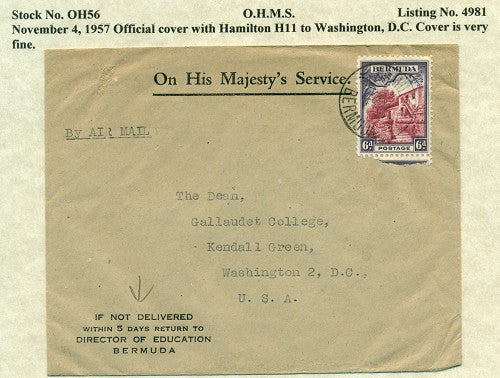 Stock No. OH56 O.H.M.S. Listing No. 4981
November 4, 1957 Official cover with Hamilton H11 to Washington, D.C. Cover is very
fine.
On His Majesty's Service.
BERMUDA
POSTAGE
6d 6d
BERMUDA
By AIR MAIL
The Dean,
Gallaudet College,
Kendall Green,
Washington 2, D.C.,
U. S. A.
IF NOT DELIVERED
WITHIN 5 DAYS RETURN TO
DIRECTOR OF EDUCATION
BERMUDA